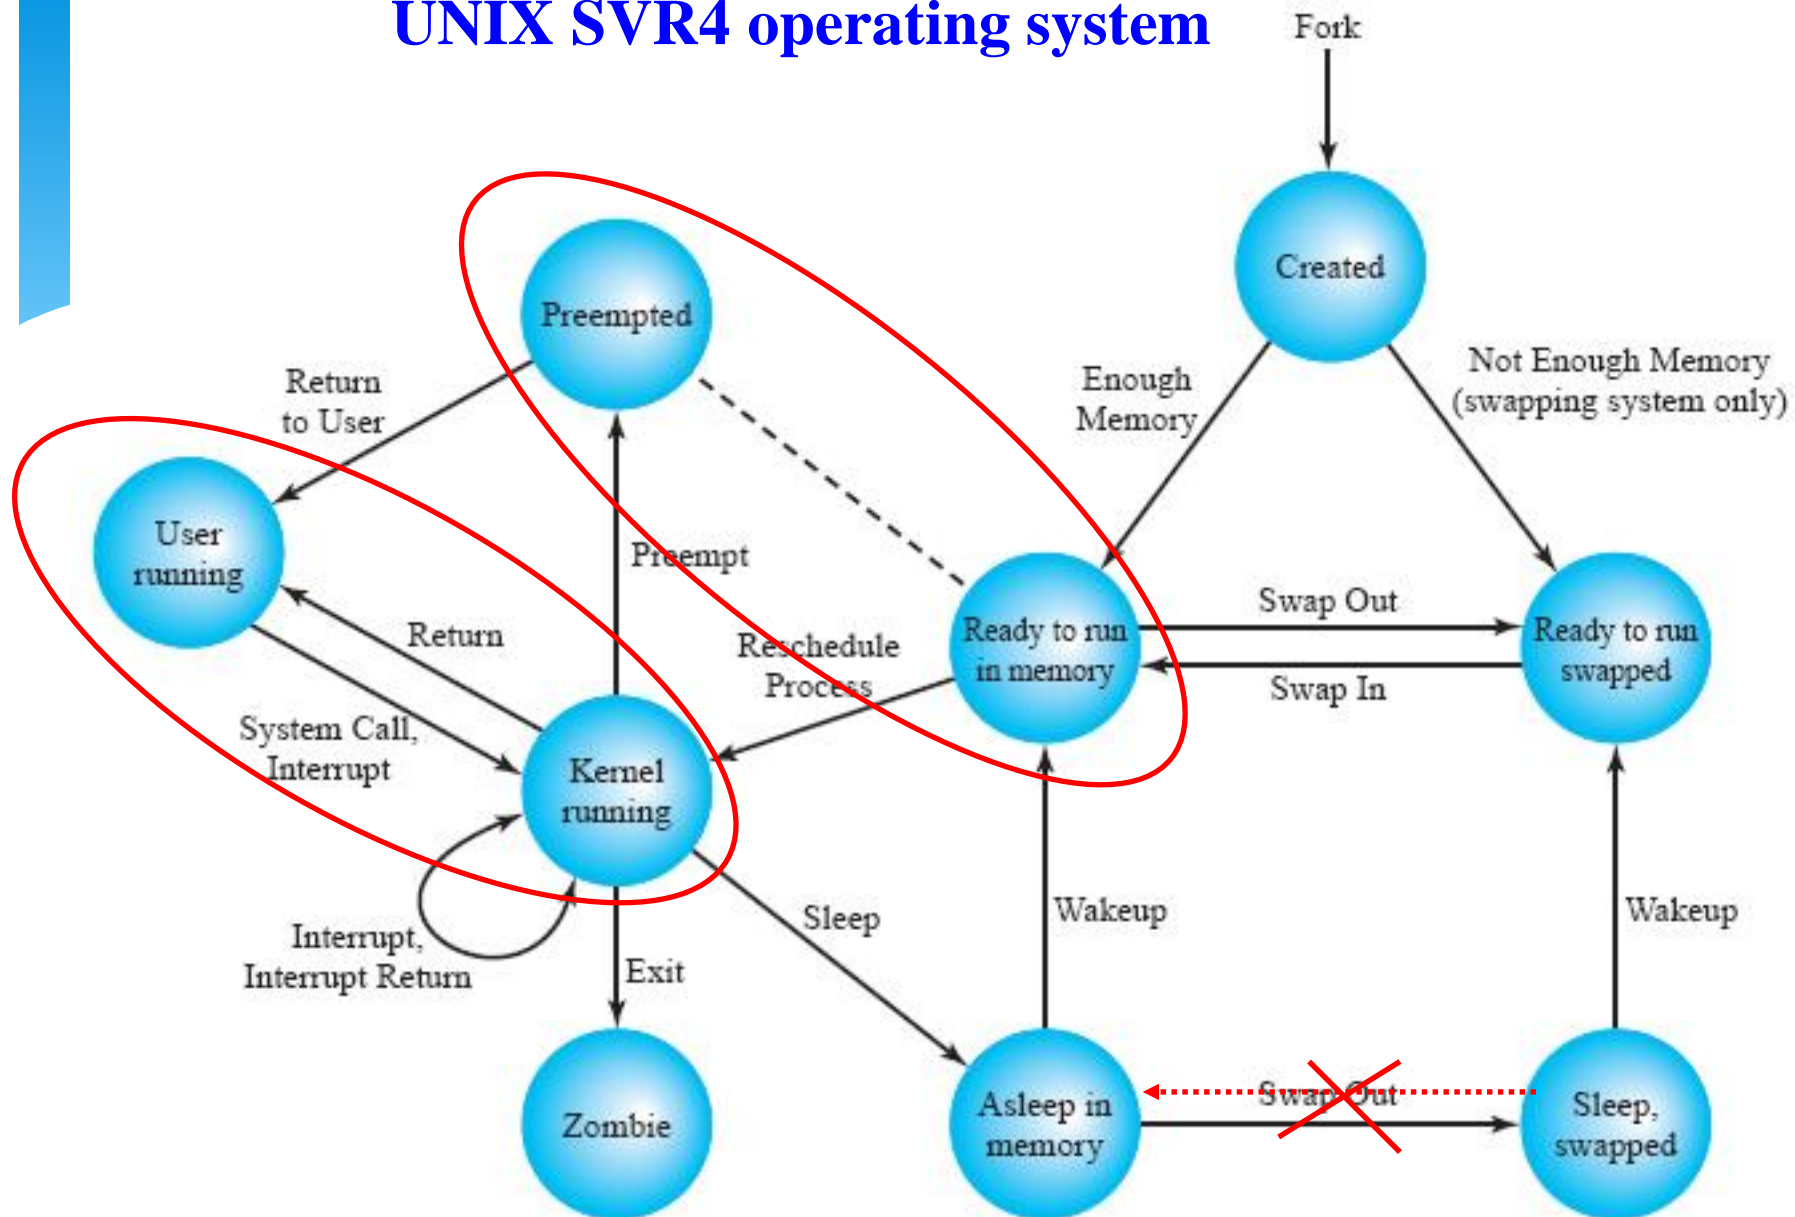 UNIX SVR4 operating system
Fork
Created
Preempted
Return
to User
Enough
Memory
Not Enough Memory
(swapping system only)
User
running
Preempt
Return
Reschedule
Process
Ready to run
in memory
Swap Out
Swap In
Ready to run
swapped
System Call,
Interrupt
Kernel
running
Interrupt,
Interrupt Return
Sleep
Wakeup
Wakeup
Exit
Zombie
Asleep in
memory
Swap Out
Sleep,
swapped